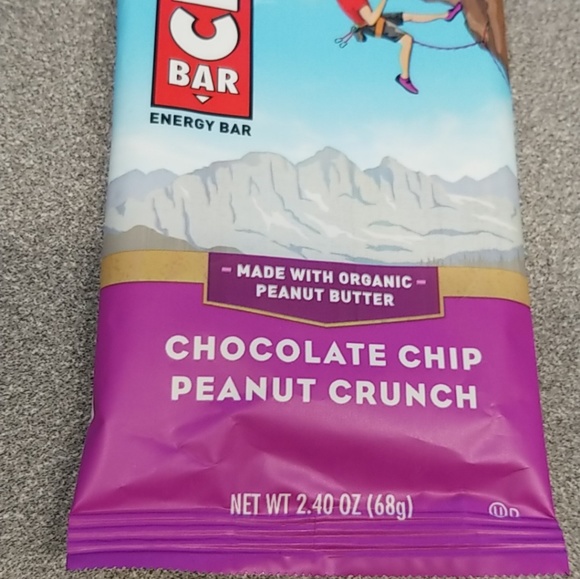 BAR
ENERGY BAR
MADE WITH ORGANIC
PEANUT BUTTER
CHOCOLATE CHIP
PEANUT CRUNCH
NET WT 2.40 OZ (68g)
U D